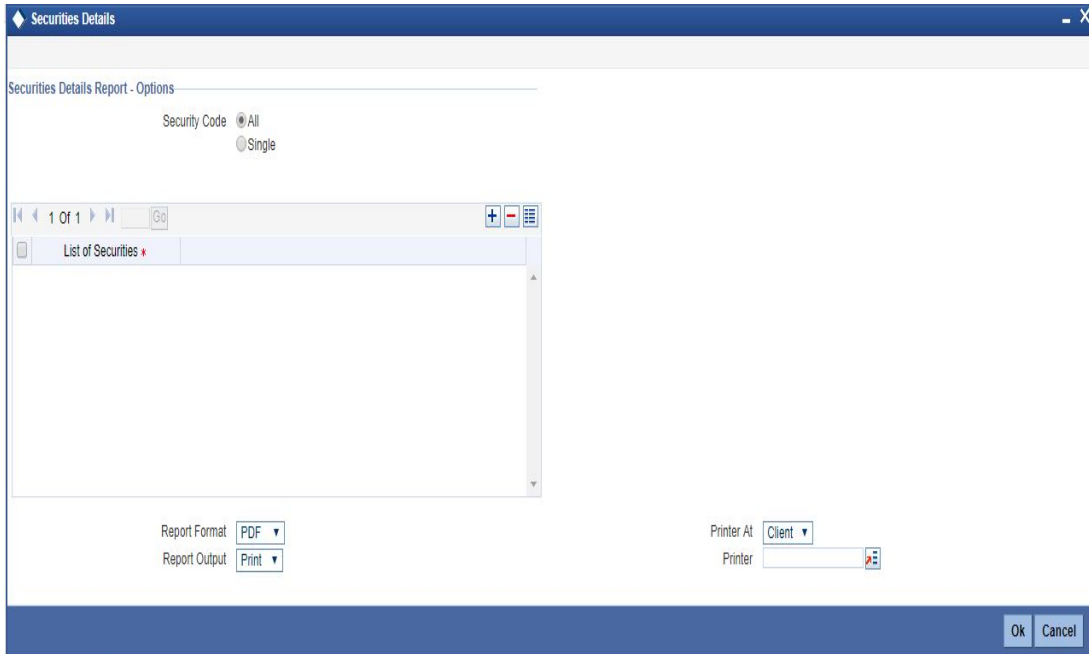 Securities Details
Securities Details Report - Options
Security Code All
Single
1 Of 1 Go
List of Securities *
Report Format PDF
Printer At Client
Report Output Print
Printer
Ok Cancel